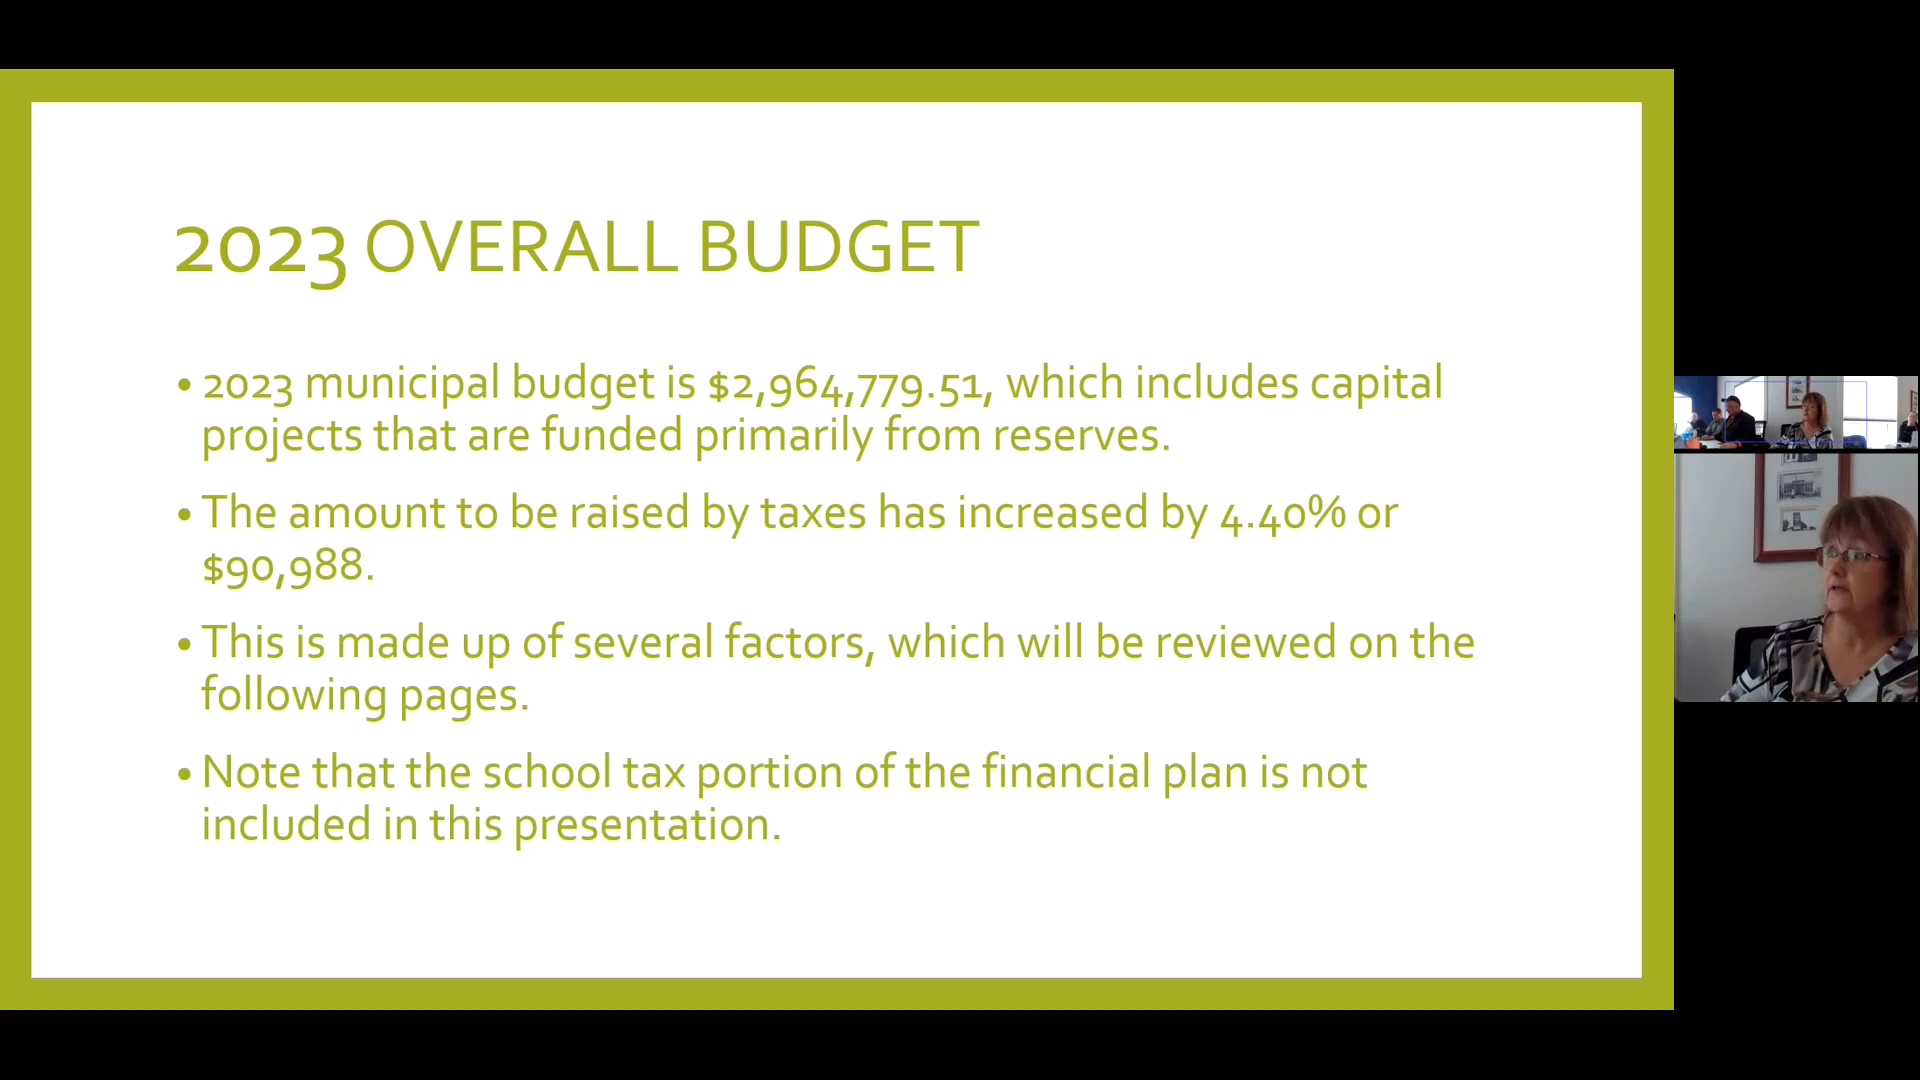 2023 OVERALL BUDGET
• 2023 municipal budget is $2,964,779.51, which includes capital
projects that are funded primarily from reserves.
• The amount to be raised by taxes has increased by 4.40% or
$90,988.
• This is made up of several factors, which will be reviewed on the
following pages.
• Note that the school tax portion of the financial plan is not
included in this presentation.